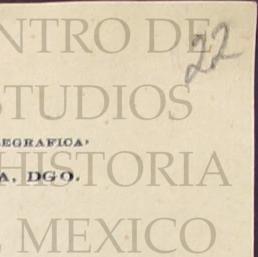 NTRO DE
22
STUDIOS
EGRAFICA'
HISTORIA
A, DGO.
MEXICO